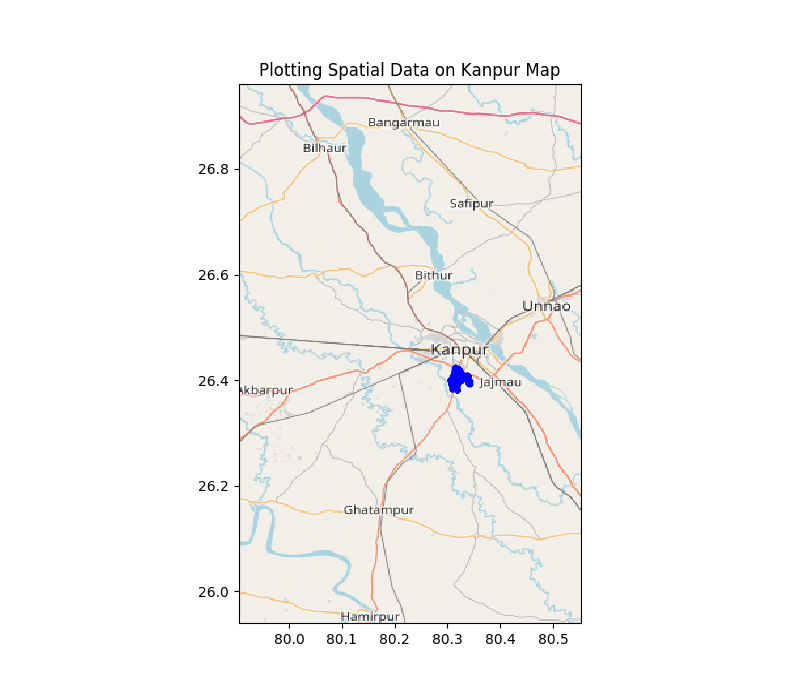 Plotting Spatial Data on Kanpur Map
Bangarmau
Bilhaur
26.8
Safipur
Bithur
26.6
Unnao
Kanpur
26.4
Jajmau
Akbarpur
26.2
Ghatampur
26.0
Hamirpur
80.0 80.1 80.2 80.3 80.4 80.5